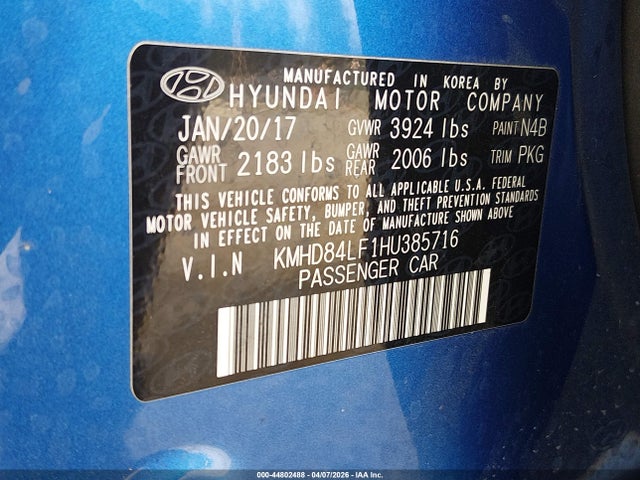 MANUFACTURED IN KOREA BY
HYUNDAI MOTOR COMPANY
JAN/20/17 GVWR 3924 lbs PAINT N4B
GAWR FRONT 2183 lbs GAWR REAR 2006 lbs TRIM PKG
THIS VEHICLE CONFORMS TO ALL APPLICABLE U.S.A. FEDERAL
MOTOR VEHICLE SAFETY, BUMPER, AND THEFT PREVENTION
STANDARDS IN EFFECT ON THE DATE OF MANUFACTURE SHOWN ABOVE.
V.I.N KMHD84LF1HU385716
PASSENGER CAR
000-44802488 - 04/07/2026 - IAA Inc.